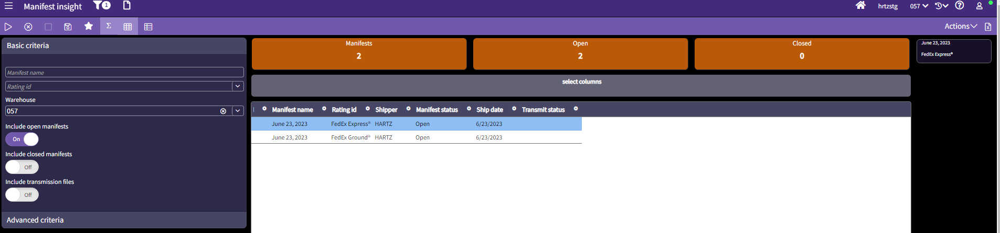 Manifest insight 1 hrtzstg 057
Actions
Basic criteria
Manifest name
Rating id
Warehouse
057
Include open manifests
On
Include closed manifests
Off
Include transmission files
Off
Advanced criteria
Manifests
2
Open
2
Closed
0
select columns
Manifest name Rating id Shipper Manifest status Ship date Transmit status
June 23, 2023 FedEx Express® HARTZ Open 6/23/2023
June 23, 2023 FedEx Ground® HARTZ Open 6/23/2023
June 23, 2023
FedEx Express®